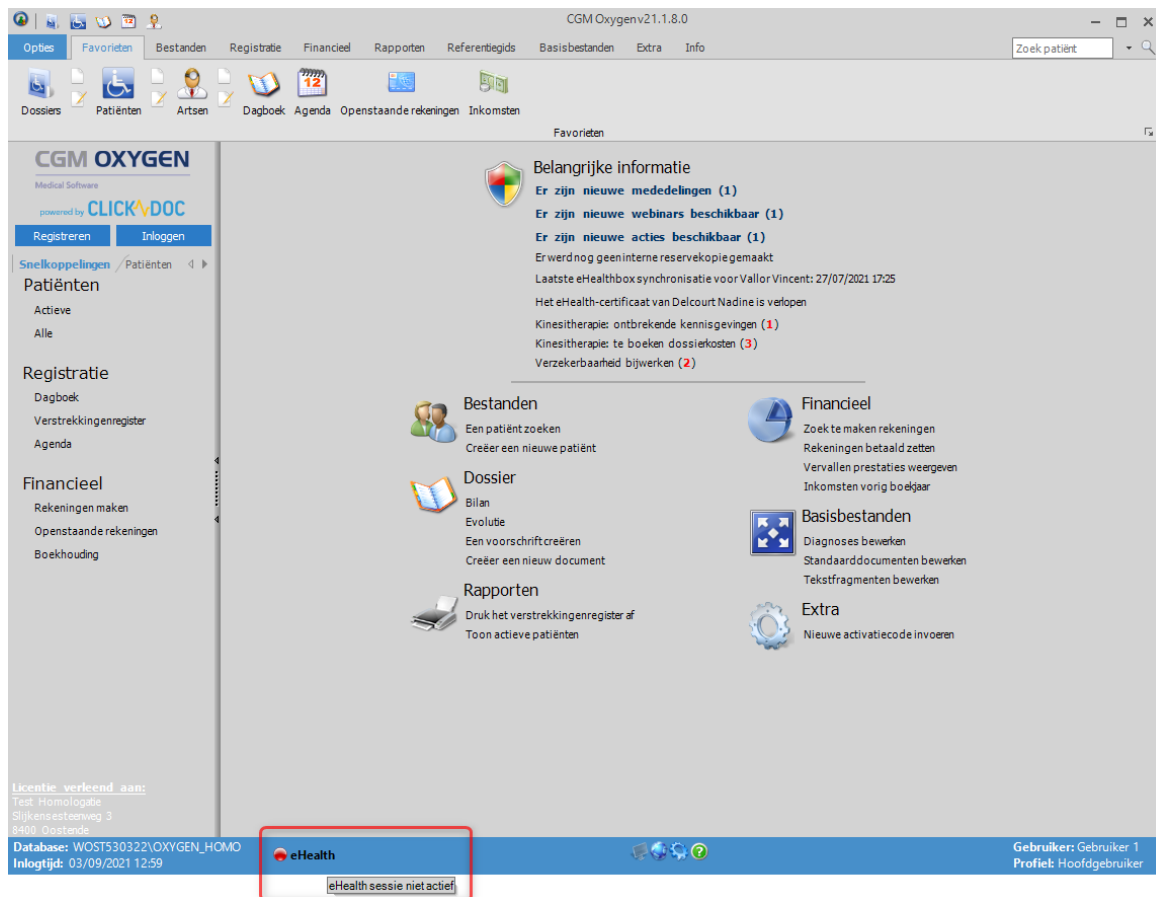 CGM Oxygen v21.1.8.0
Opties Favorieten Bestanden Registratie Financieel Rapporten Referentiegids Basisbestanden Extra Info Zoek patiënt
12
Dossiers Patiënten Artsen Dagboek Agenda Openstaande rekeningen Inkomsten
Favorieten
CGM OXYGEN
Medical Software
powered by CLICKDOC
Registreren Inloggen
Snelkoppelingen Patiënten
Patiënten
Actieve
Alle
Registratie
Dagboek
Verstrekkingenregister
Agenda
Financieel
Rekeningen maken
Openstaande rekeningen
Boekhouding
Belangrijke informatie
Er zijn nieuwe mededelingen (1)
Er zijn nieuwe webinars beschikbaar (1)
Er zijn nieuwe acties beschikbaar (1)
Er werd nog geen interne reservekopie gemaakt
Laatste eHealthbox synchronisatie voor Vallor Vincent: 27/07/2021 17:25
Het eHealth-certificaat van Delcourt Nadine is verlopen
Kinesitherapie: ontbrekende kennisgevingen (1)
Kinesitherapie: te boeken dossierkosten (3)
Verzekerbaarheid bijwerken (2)
Bestanden
Een patiënt zoeken
Creëer een nieuwe patiënt
Dossier
Bilan
Evolutie
Een voorschrift creëren
Creëer een nieuw document
Rapporten
Druk het verstrekkingenregister af
Toon actieve patiënten
Financieel
Zoek te maken rekeningen
Rekeningen betaald zetten
Vervallen prestaties weergeven
Inkomsten vorig boekjaar
Basisbestanden
Diagnoses bewerken
Standaarddocumenten bewerken
Tekstfragmenten bewerken
Extra
Nieuwe activatiecode invoeren
Licentie verleend aan:
Test Homologatie
Slijkensesteenweg 3
8400 Oostende
Database: WOST530322\OXYGEN_HOMO
Inlogtijd: 03/09/2021 12:59
eHealth
eHealth sessie niet actief
Gebruiker: Gebruiker 1
Profiel: Hoofdgebruiker